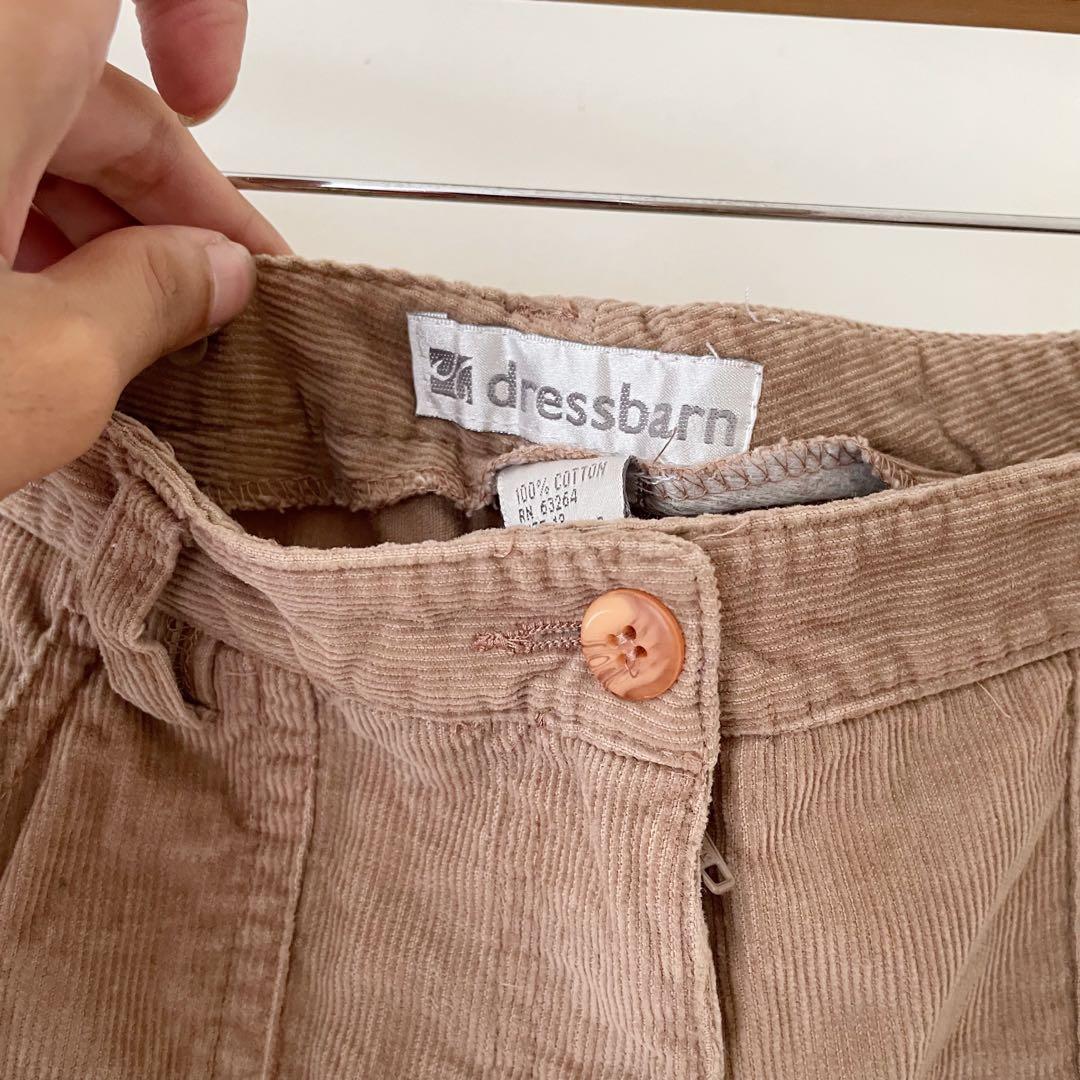 dressbarn
100% COTTON
RN 63264